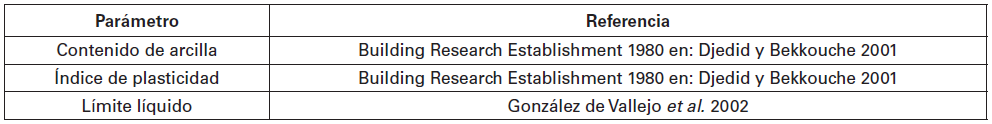 Parámetro Referencia
Contenido de arcilla Building Research Establishment 1980 en: Djedid y Bekkouche 2001
Índice de plasticidad Building Research Establishment 1980 en: Djedid y Bekkouche 2001
Límite líquido González de Vallejo et al. 2002